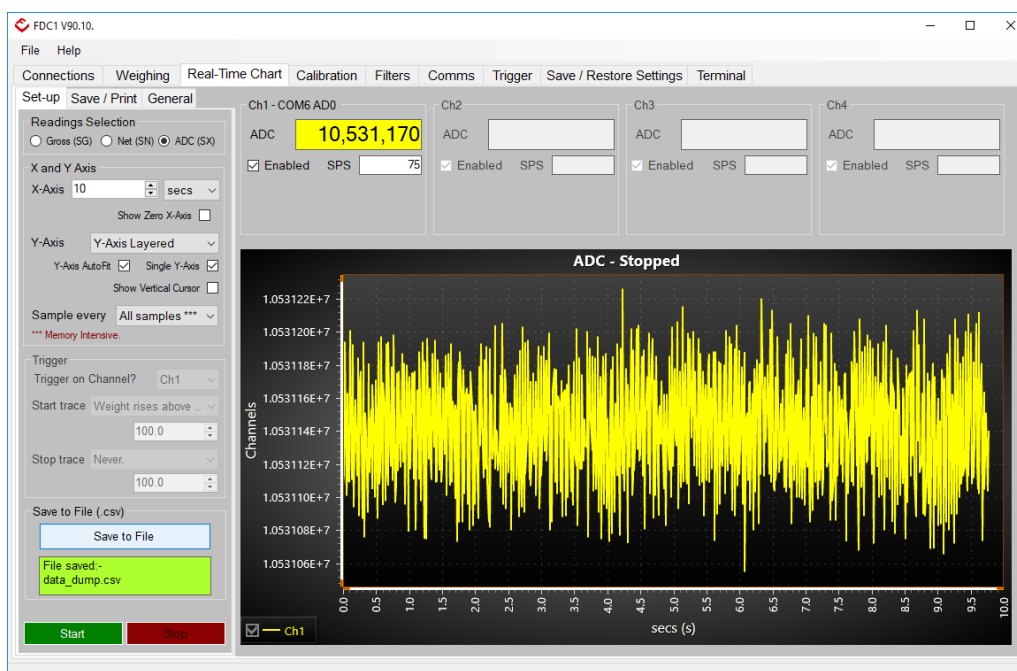 FDC1 V90.10.
File Help
Connections Weighing Real-Time Chart Calibration Filters Comms Trigger Save / Restore Settings Terminal
Set-up Save / Print General
Readings Selection
Gross (SG) Net (SN) ADC (SX)
X and Y Axis
X-Axis 10 secs
Show Zero X-Axis
Y-Axis Y-Axis Layered
Y-Axis AutoFit Single Y-Axis
Show Vertical Cursor
Sample every All samples ***
*** Memory Intensive.
Trigger
Trigger on Channel? Ch1
Start trace Weight rises above ..
100.0
Stop trace Never.
100.0
Save to File (.csv)
Save to File
File saved:-
data_dump.csv
Start Stop
Ch1 - COM6 AD0
ADC 10,531,170
Enabled SPS 75
Ch2
ADC
Enabled SPS
Ch3
ADC
Enabled SPS
Ch4
ADC
Enabled SPS
ADC - Stopped
1.053122E+7
1.053120E+7
1.053118E+7
1.053116E+7
1.053114E+7
1.053112E+7
1.053110E+7
1.053108E+7
1.053106E+7
Channels
0.0 0.5 1.0 1.5 2.0 2.5 3.0 3.5 4.0 4.5 5.0 5.5 6.0 6.5 7.0 7.5 8.0 8.5 9.0 9.5 10.0
secs (s)
Ch1